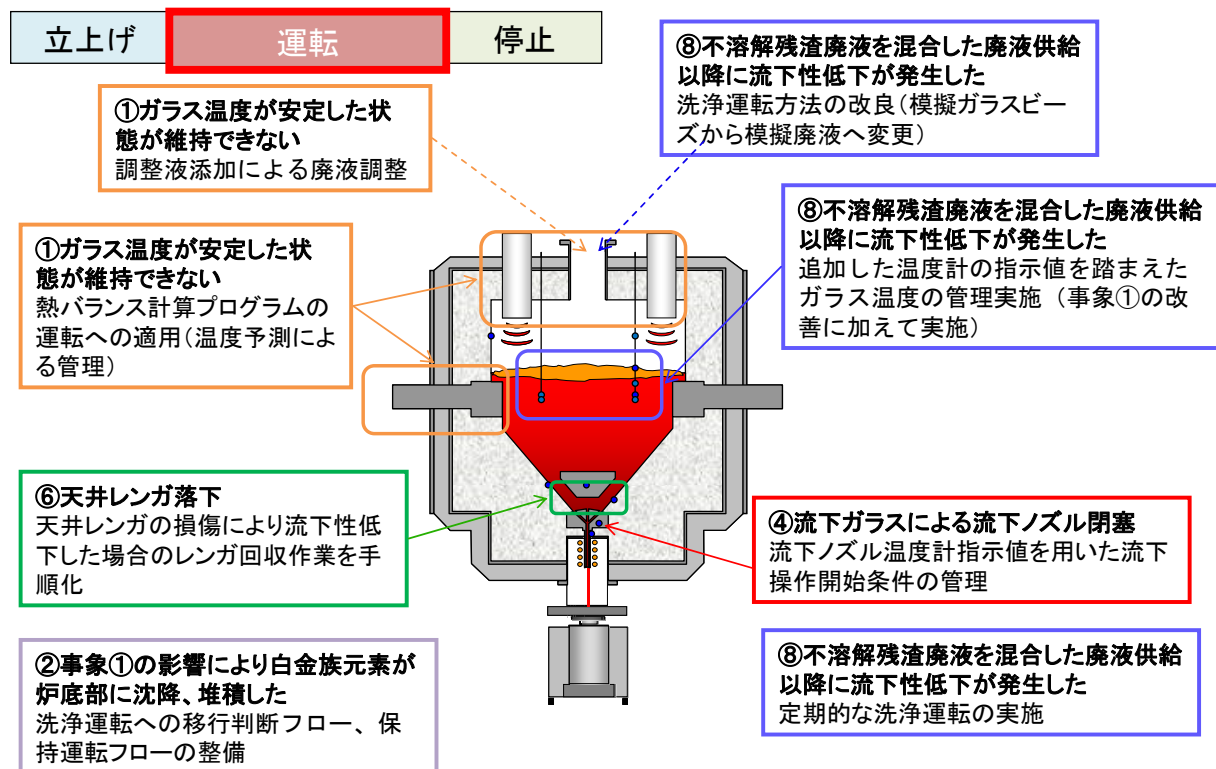 立上げ
運転
停止
①ガラス温度が安定した状
態が維持できない
調整液添加による廃液調整
⑧不溶解残渣廃液を混合した廃液供給
以降に流下性低下が発生した
洗浄運転方法の改良(模擬ガラスビー
ズから模擬廃液へ変更)
①ガラス温度が安定した状
態が維持できない
熱バランス計算プログラムの
運転への適用(温度予測によ
る管理)
⑧不溶解残渣廃液を混合した廃液供給
以降に流下性低下が発生した
追加した温度計の指示値を踏まえた
ガラス温度の管理実施(事象①の改
善に加えて実施)
⑥天井レンガ落下
天井レンガの損傷により流下性低
下した場合のレンガ回収作業を手
順化
④流下ガラスによる流下ノズル閉塞
流下ノズル温度計指示値を用いた流下
操作開始条件の管理
②事象①の影響により白金族元素が
炉底部に沈降、堆積した
洗浄運転への移行判断フロー、保
持運転フローの整備
⑧不溶解残渣廃液を混合した廃液供給
以降に流下性低下が発生した
定期的な洗浄運転の実施